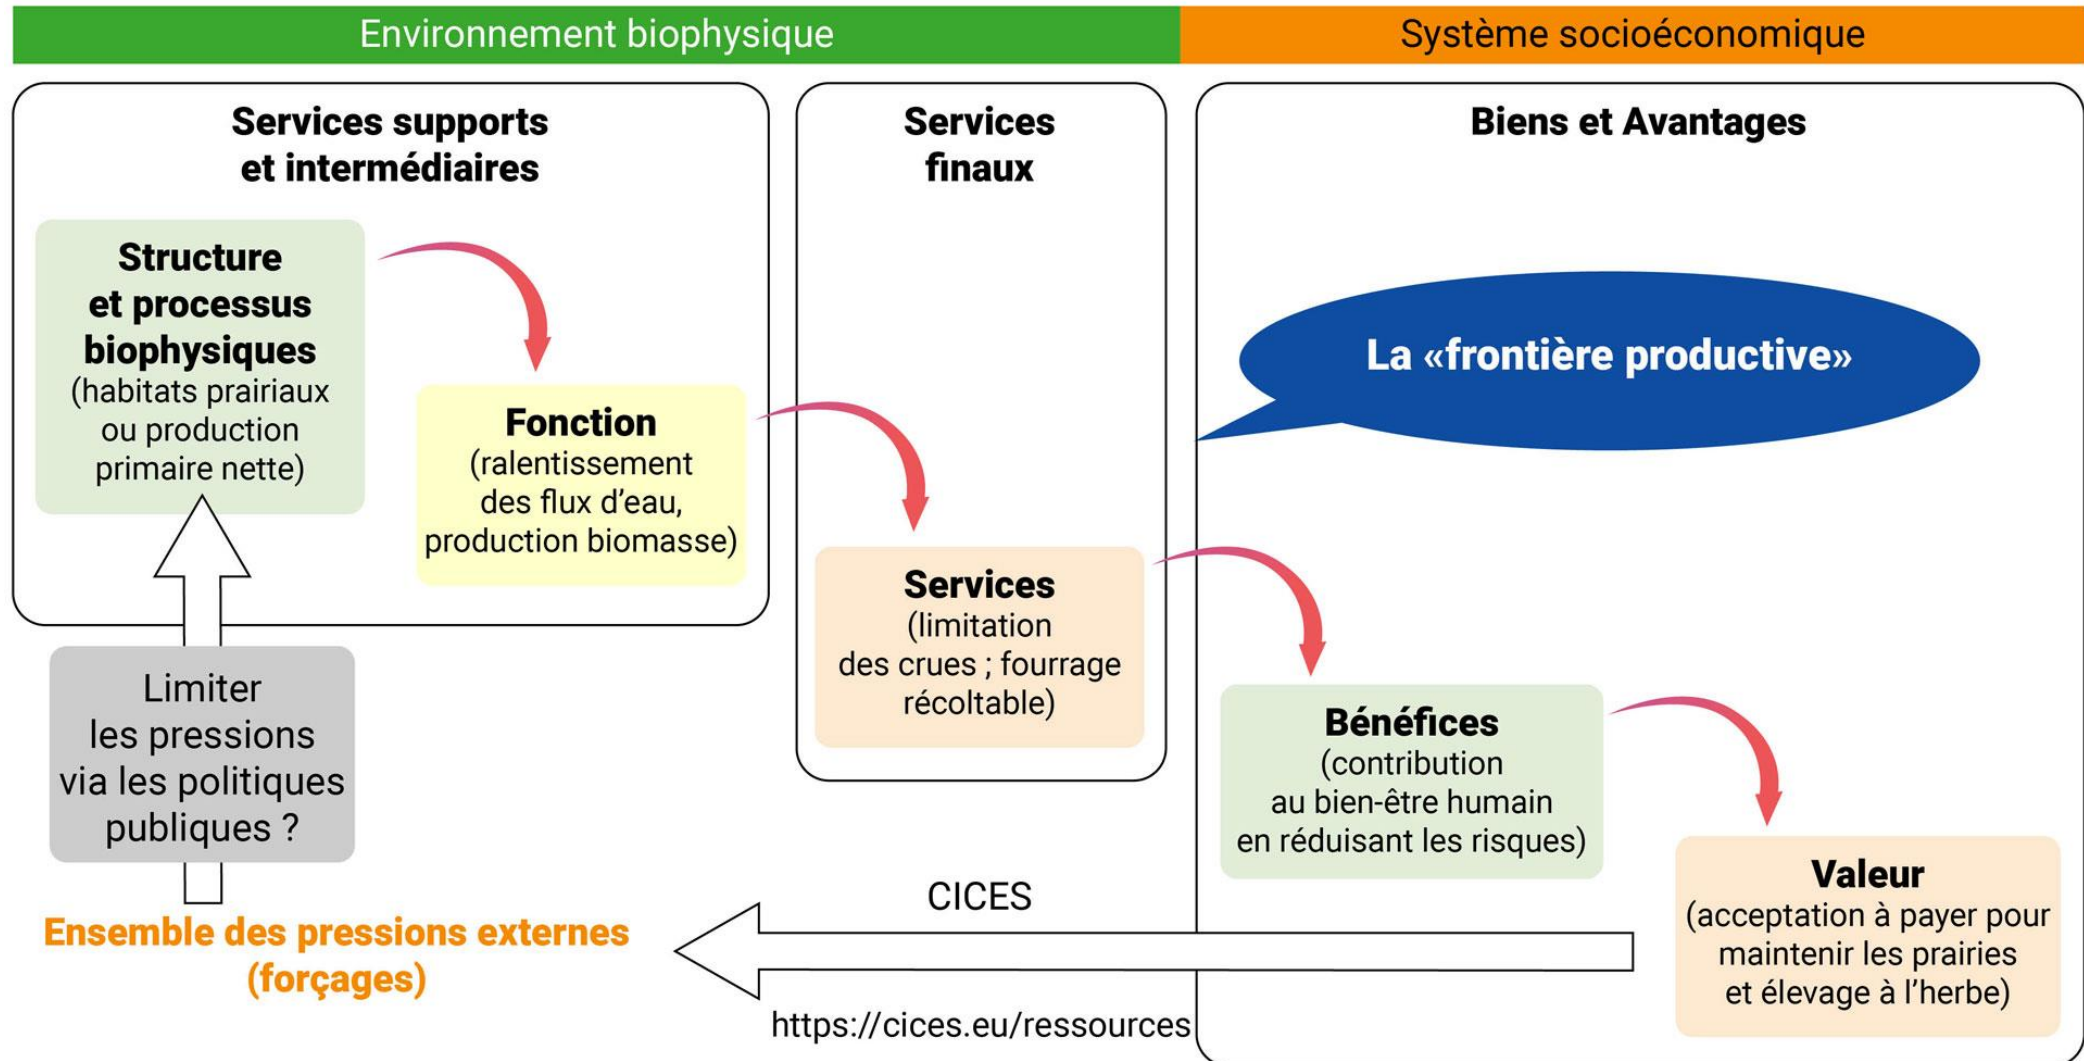 Environnement biophysique
Système socioéconomique
Services supports
et intermédiaires
Services
finaux
Biens et Avantages
Structure
et processus
biophysiques
(habitats prairiaux
ou production
primaire nette)
Fonction
(ralentissement
des flux d'eau,
production biomasse)
La «frontière productive»
Services
(limitation
des crues ; fourrage
récoltable)
Limiter
les pressions
via les politiques
publiques ?
Bénéfices
(contribution
au bien-être humain
en réduisant les risques)
Valeur
(acceptation à payer pour
maintenir les prairies
et élevage à l'herbe)
Ensemble des pressions externes
(forçages)
CICES
https://cices.eu/ressources